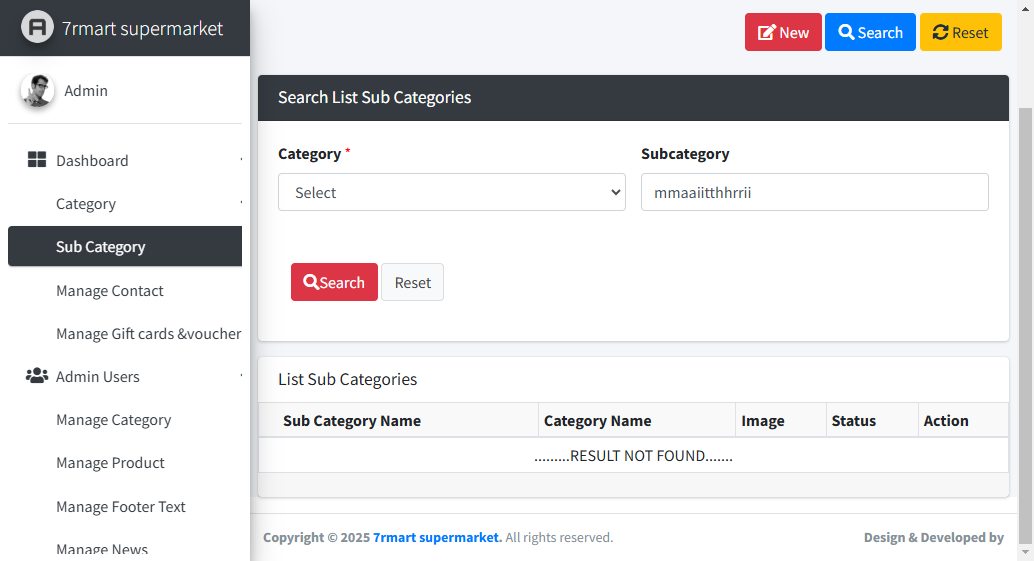 7rmart supermarket
Admin
Dashboard
Category
Sub Category
Manage Contact
Manage Gift cards &voucher
Admin Users
Manage Category
Manage Product
Manage Footer Text
Manage News
New Search Reset
Search List Sub Categories
Category * Subcategory
Select mmaaiitthhrrii
Search Reset
List Sub Categories
Sub Category Name Category Name Image Status Action
.........RESULT NOT FOUND.......
Copyright © 2025 7rmart supermarket. All rights reserved. Design & Developed by